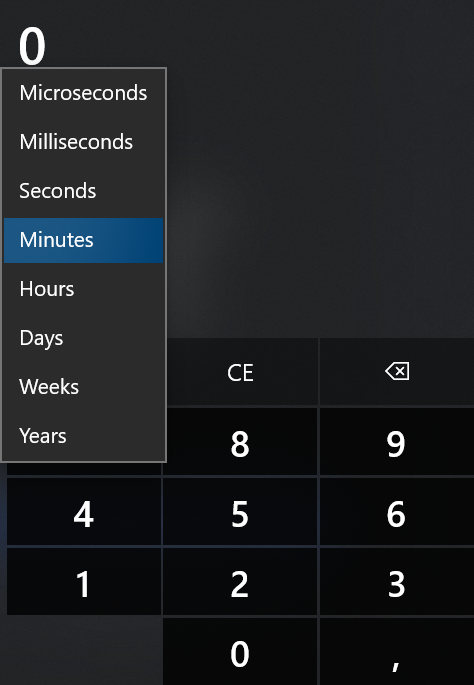 0
Microseconds
Milliseconds
Seconds
Minutes
Hours
Days
Weeks
Years
CE
8 9
4 5 6
1 2 3
0 ,